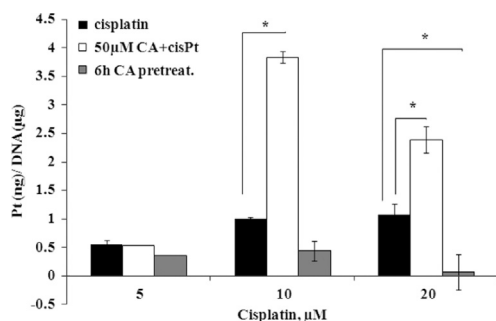 cisplatin
50µM CA+cisPt
6h CA pretreat.
*
*
*
Pt (ng)/ DNA(µg)
4.5
4
3.5
3
2.5
2
1.5
1
0.5
0
-0.5
5 10 20
Cisplatin, µM